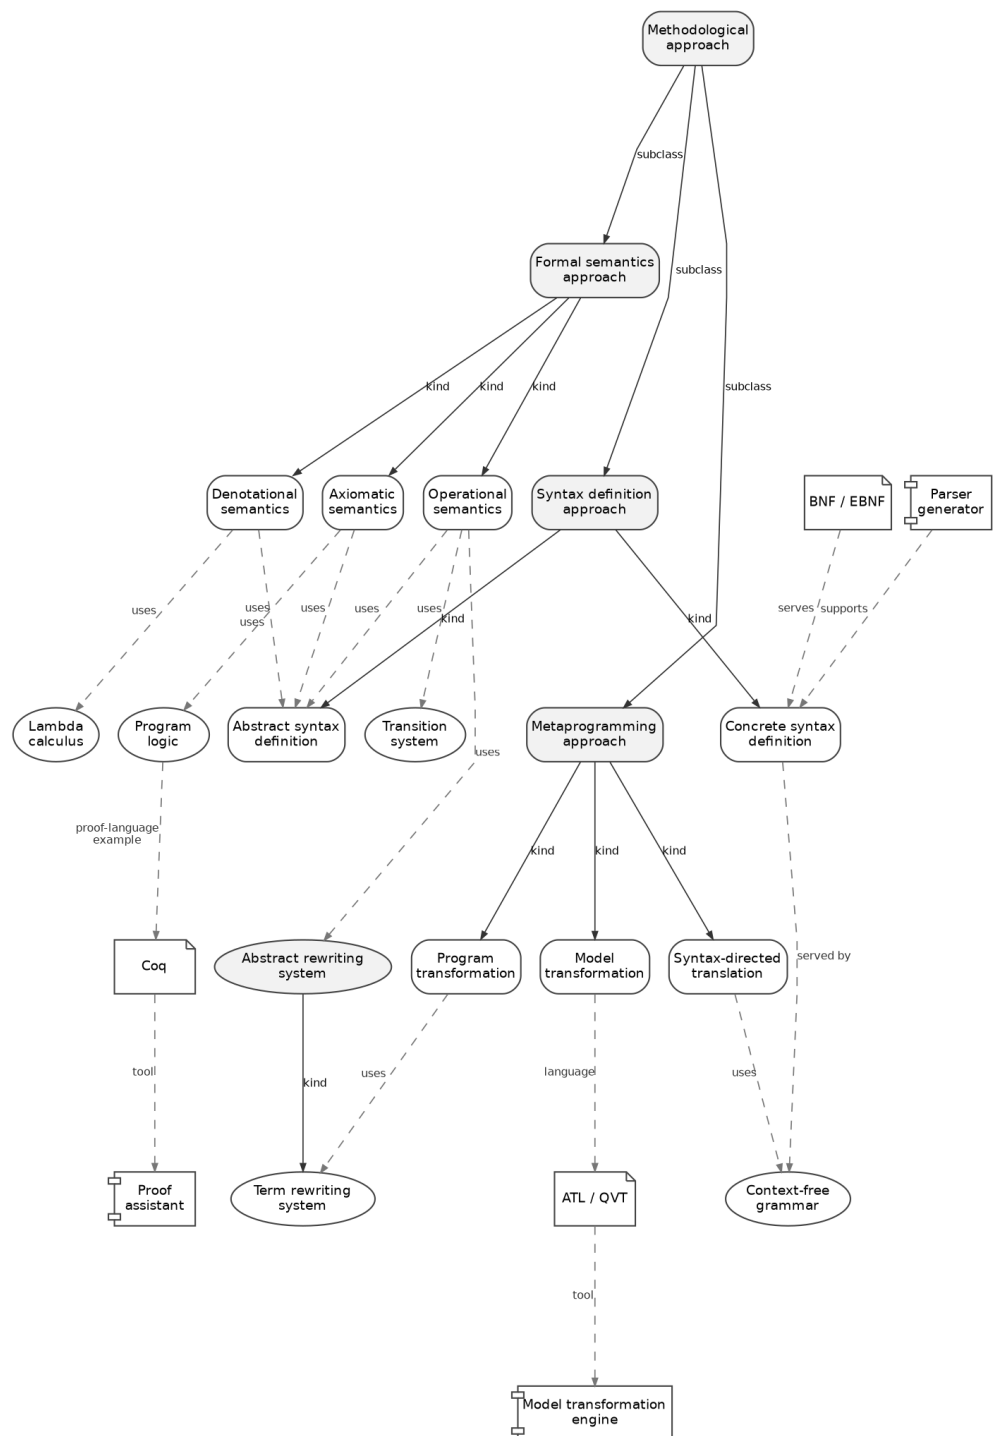 Methodological
approach
subclass
Formal semantics
approach
subclass
kind
kind
kind
subclass
Denotational
semantics
Axiomatic
semantics
Operational
semantics
Syntax definition
approach
BNF / EBNF
Parser
generator
uses
uses
uses
uses
uses
uses
kind
kind
serves
supports
Lambda
calculus
Program
logic
Abstract syntax
definition
Transition
system
Metaprogramming
approach
Concrete syntax
definition
uses
proof-language
example
kind
kind
kind
Coq
Abstract rewriting
system
Program
transformation
Model
transformation
Syntax-directed
translation
served by
tool
kind
uses
language
uses
Proof
assistant
Term rewriting
system
ATL / QVT
Context-free
grammar
tool
Model transformation
engine